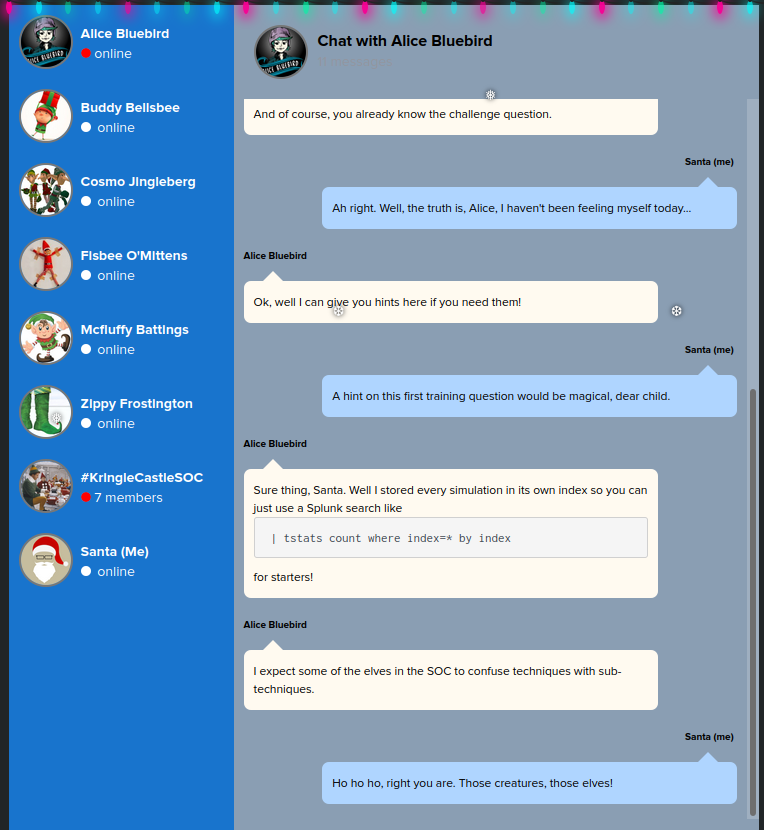 Alice Bluebird
online
Buddy Bellsbee
online
Cosmo Jingleberg
online
Fisbee O'Mittens
online
Mcfluffy Battings
online
Zippy Frostington
online
#KringleCastleSOC
7 members
Santa (Me)
online
ALICE BLUEBIRD
Chat with Alice Bluebird
And of course, you already know the challenge question.
Santa (me)
Ah right. Well, the truth is, Alice, I haven't been feeling myself today...
Alice Bluebird
Ok, well I can give you hints here if you need them!
Santa (me)
A hint on this first training question would be magical, dear child.
Alice Bluebird
Sure thing, Santa. Well I stored every simulation in its own index so you can
just use a Splunk search like
| tstats count where index=* by index
for starters!
Alice Bluebird
I expect some of the elves in the SOC to confuse techniques with sub-
techniques.
Santa (me)
Ho ho ho, right you are. Those creatures, those elves!